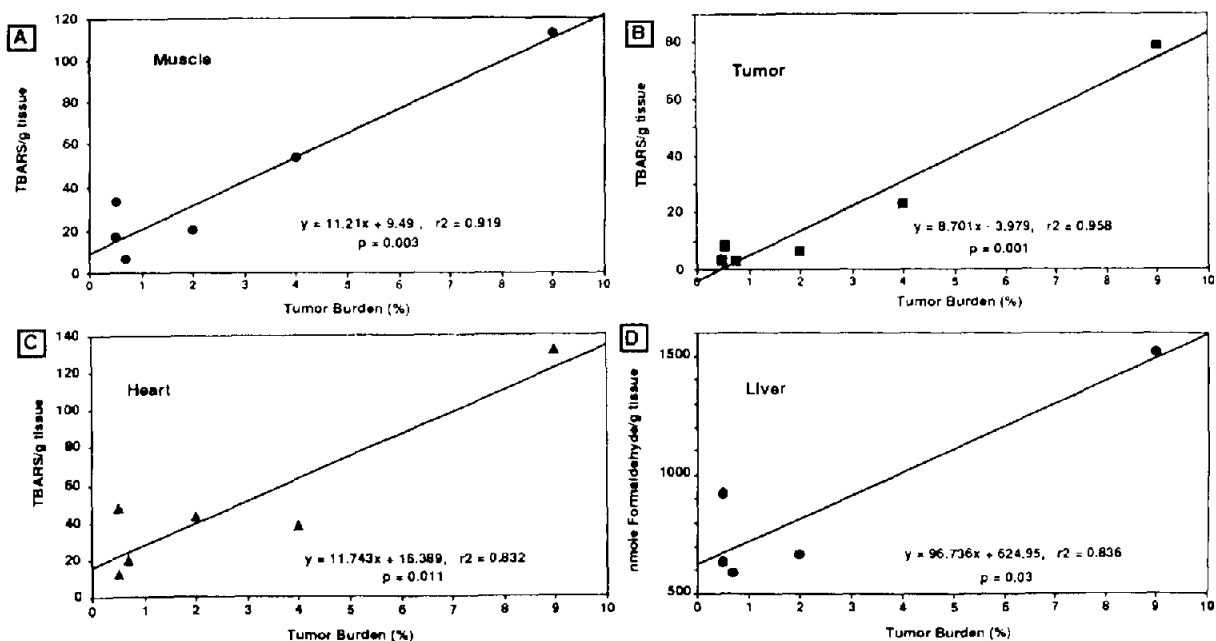 A
Muscle
TBARS/g tissue
120
100
80
60
40
20
0
y = 11.21x + 9.49 , r2 = 0.919
p = 0.003
0 1 2 3 4 5 6 7 8 9 10
Tumor Burden (%)
B
Tumor
TBARS/g tissue
80
60
40
20
0
y = 8.701x - 3.979, r2 = 0.958
p = 0.001
0 1 2 3 4 5 6 7 8 9 10
Tumor Burden (%)
C
Heart
TBARS/g tissue
140
120
100
80
60
40
20
0
y = 11.743x + 16.389, r2 = 0.832
p = 0.011
0 1 2 3 4 5 6 7 8 9 10
Tumor Burden (%)
D
Liver
nmole Formaldehyde/g tissue
1500
1000
500
y = 96.736x + 624.95, r2 = 0.836
p = 0.03
0 1 2 3 4 5 6 7 8 9 10
Tumor Burden (%)